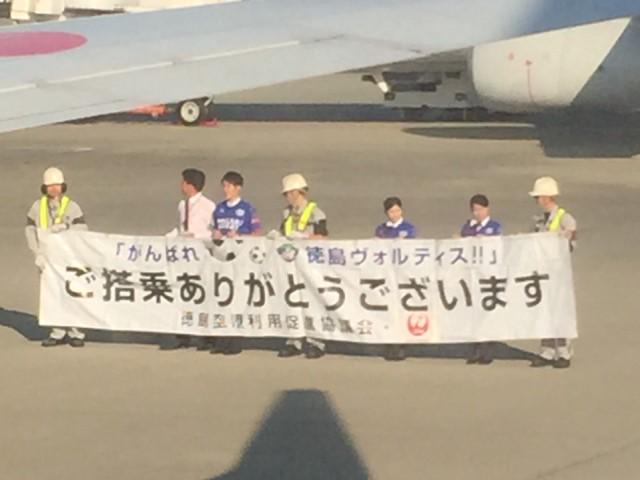 「がんばれ 徳島ヴォルティス!!」
ご搭乗ありがとうございます
徳島空港利用促進協議会